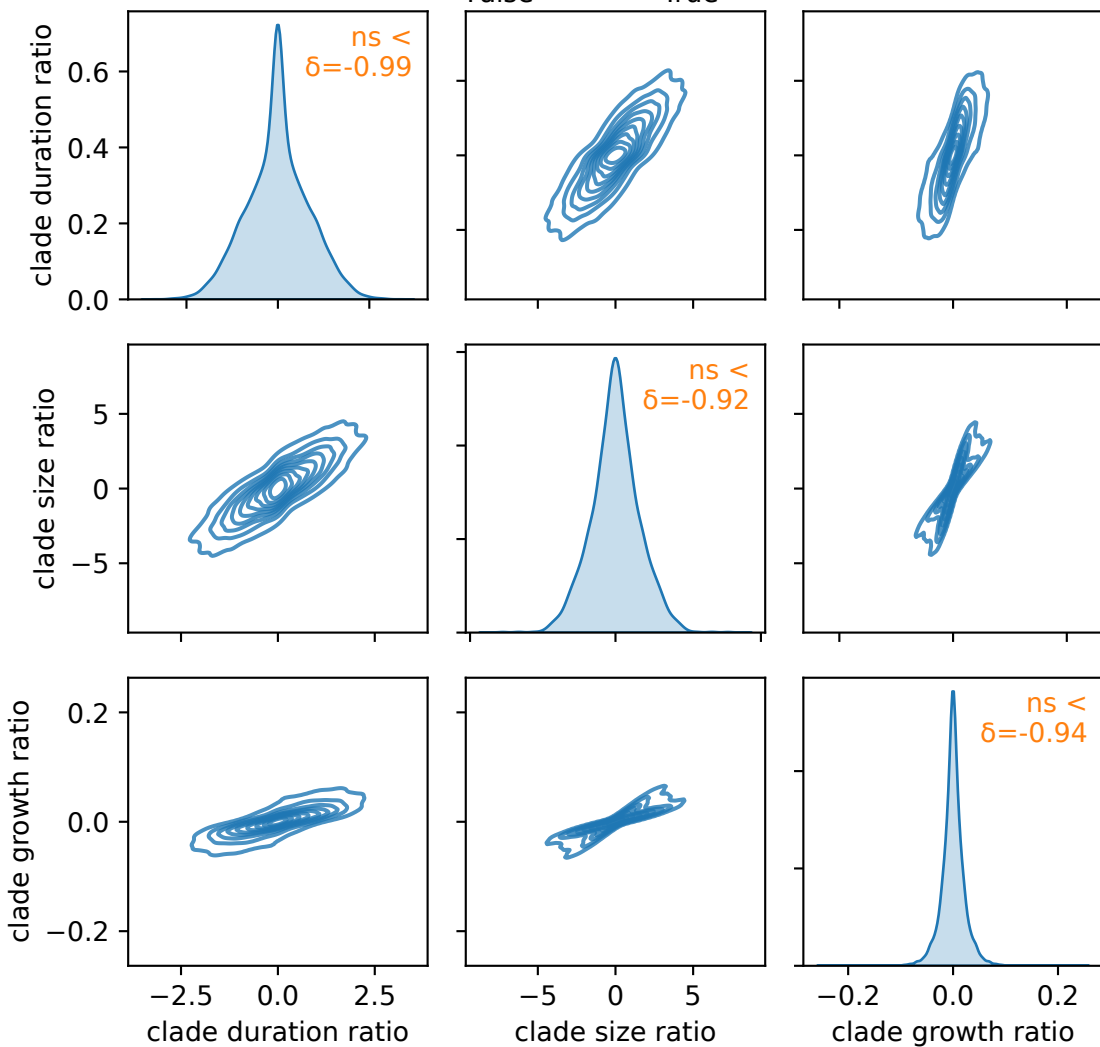 False True
clade duration ratio
0.6
0.4
0.2
0.0
ns <
δ=-0.99
clade size ratio
5
0
−5
ns <
δ=-0.92
clade growth ratio
0.2
0.0
−0.2
ns <
δ=-0.94
−2.5 0.0 2.5
−5 0 5
−0.2 0.0 0.2
clade duration ratio
clade size ratio
clade growth ratio